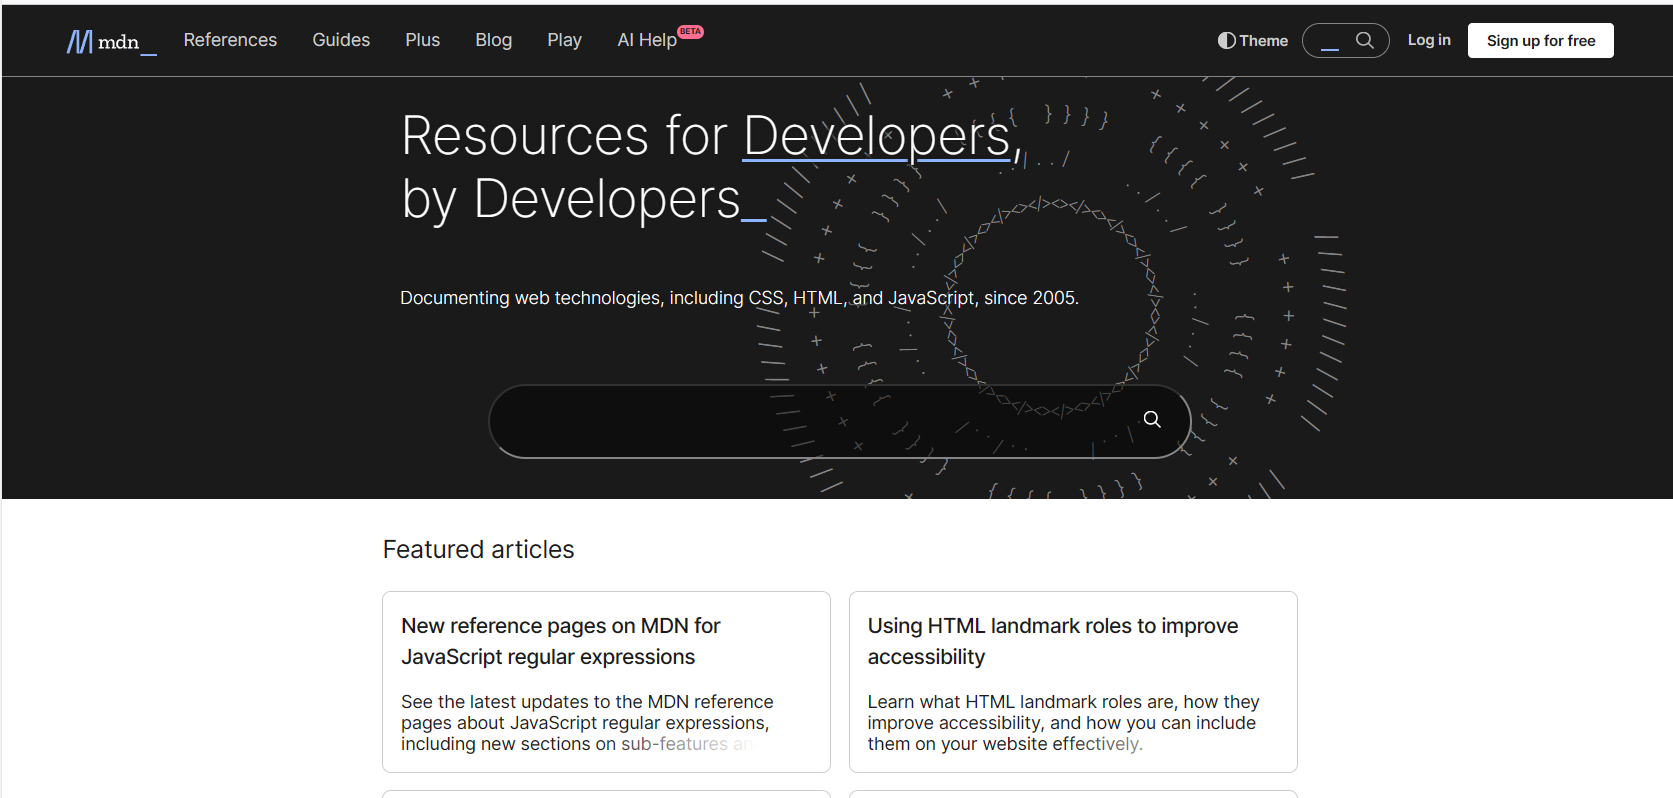 mdn_
References
Guides
Plus
Blog
Play
AI Help
BETA
Theme
Log in
Sign up for free
Resources for Developers,
by Developers_
Documenting web technologies, including CSS, HTML, and JavaScript, since 2005.
Featured articles
New reference pages on MDN for
JavaScript regular expressions
See the latest updates to the MDN reference
pages about JavaScript regular expressions,
including new sections on sub-features an
Using HTML landmark roles to improve
accessibility
Learn what HTML landmark roles are, how they
improve accessibility, and how you can include
them on your website effectively.